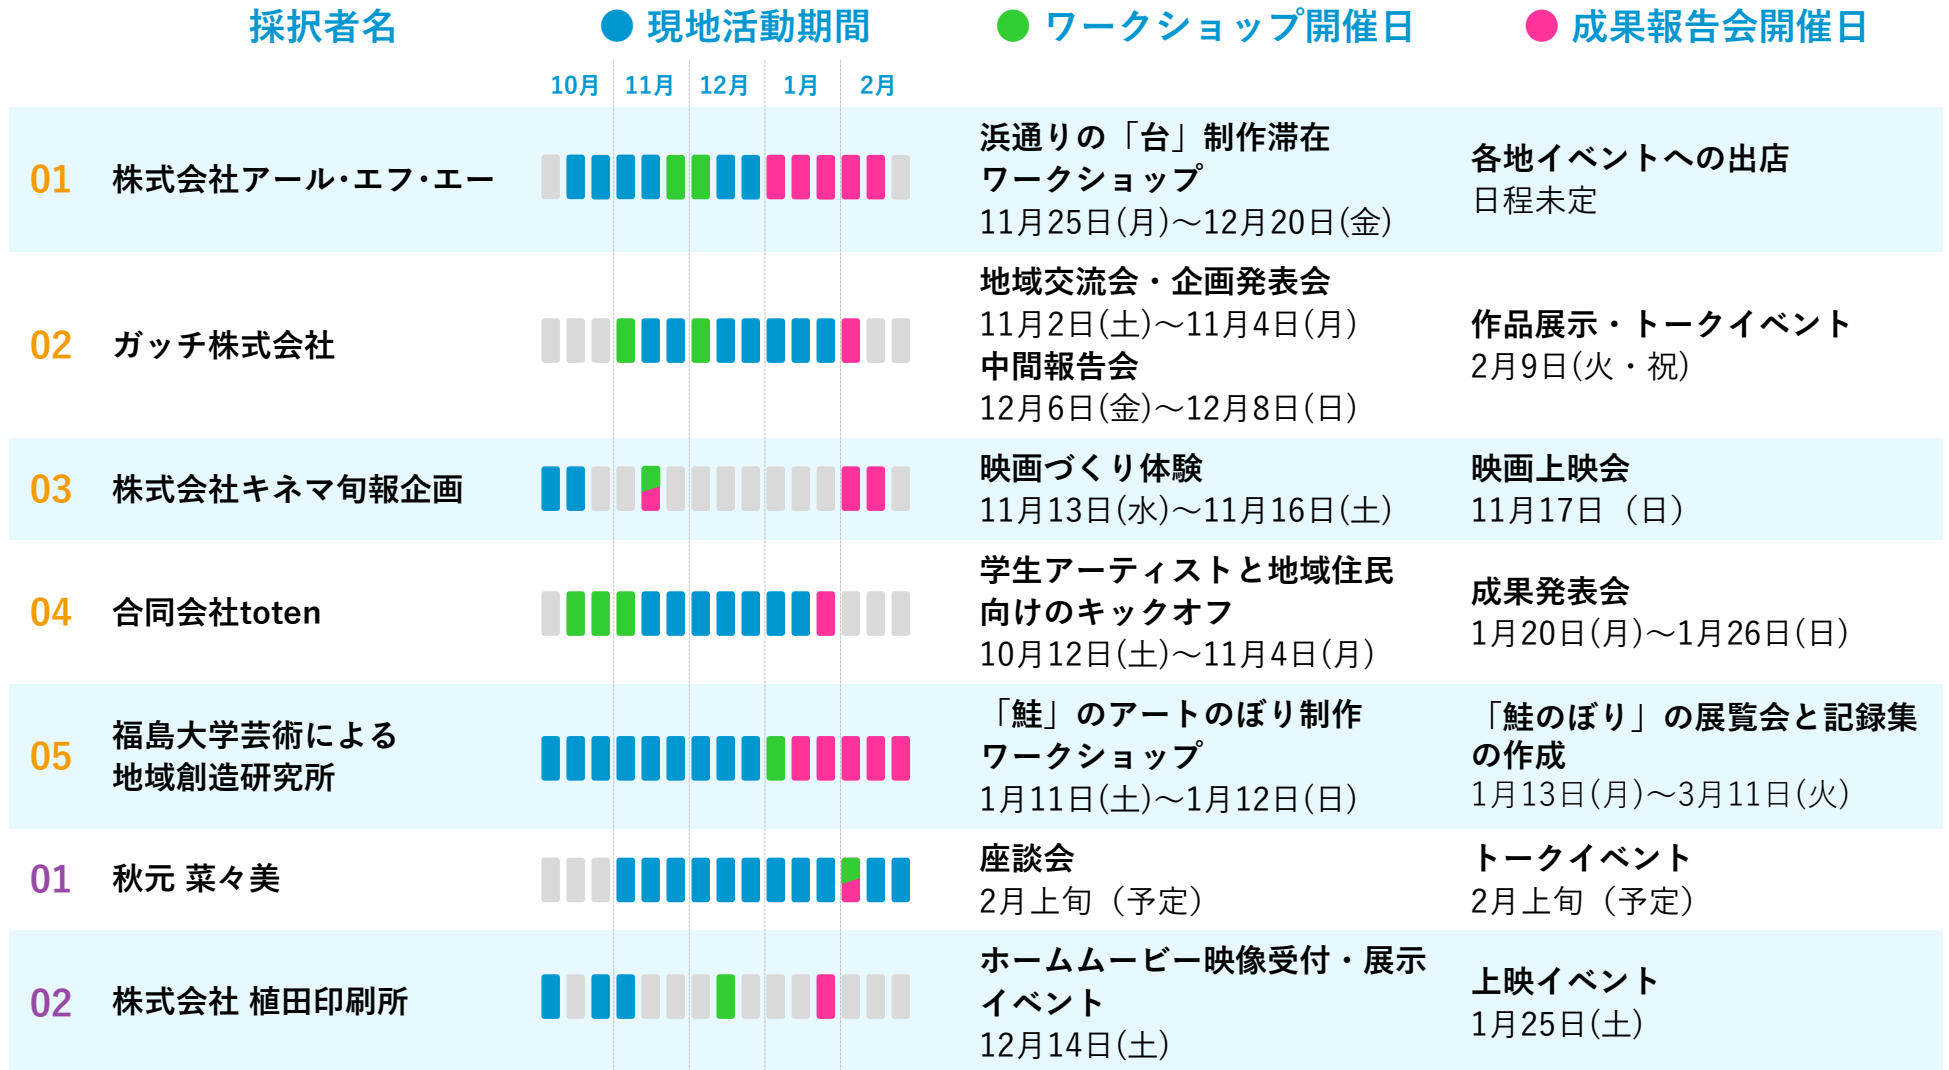 採択者名
現地活動期間
ワークショップ開催日
成果報告会開催日
10月 11月 12月 1月 2月
01
株式会社アール・エフ・エー
浜通りの「台」制作滞在
ワークショップ
11月25日(月)～12月20日(金)
各地イベントへの出店
日程未定
02
ガッチ株式会社
地域交流会・企画発表会
11月2日(土)～11月4日(月)
中間報告会
12月6日(金)～12月8日(日)
作品展示・トークイベント
2月9日(火・祝)
03
株式会社キネマ旬報企画
映画づくり体験
11月13日(水)～11月16日(土)
映画上映会
11月17日（日）
04
合同会社toten
学生アーティストと地域住民
向けのキックオフ
10月12日(土)～11月4日(月)
成果発表会
1月20日(月)～1月26日(日)
05
福島大学芸術による
地域創造研究所
「鮭」のアートのぼり制作
ワークショップ
1月11日(土)～1月12日(日)
「鮭のぼり」の展覧会と記録集
の作成
1月13日(月)～3月11日(火)
01
秋元 菜々美
座談会
2月上旬（予定）
トークイベント
2月上旬（予定）
02
株式会社 植田印刷所
ホームムービー映像受付・展示
イベント
12月14日(土)
上映イベント
1月25日(土)